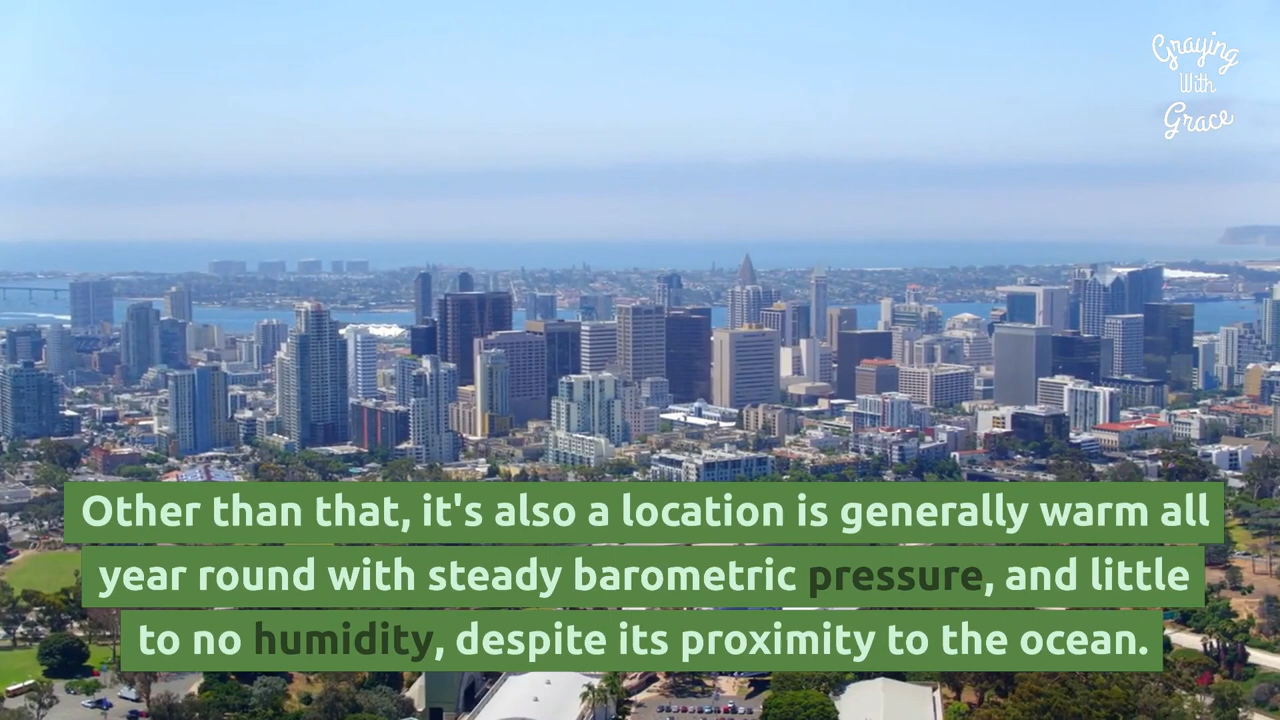 Graying
With
Grace
Other than that, it's also a location is generally warm all
year round with steady barometric pressure, and little
to no humidity, despite its proximity to the ocean.